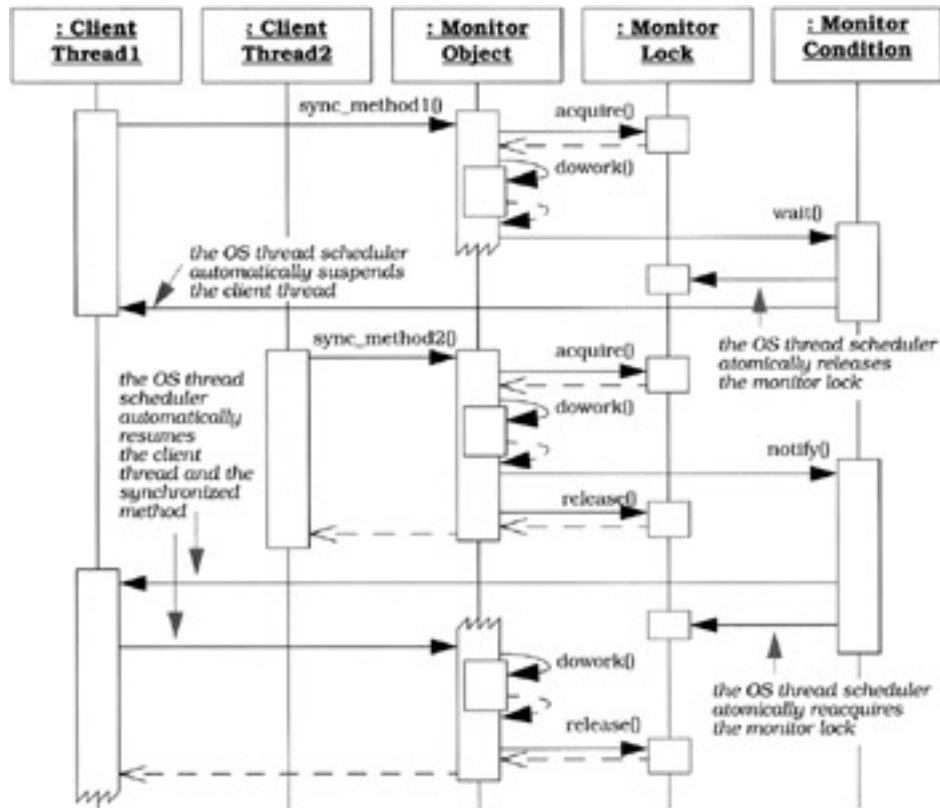 : Client
Thread1
: Client
Thread2
: Monitor
Object
: Monitor
Lock
: Monitor
Condition
sync_method1()
acquire()
dowork()
wait()
the OS thread scheduler
automatically suspends
the client thread
the OS thread scheduler
atomically releases
the monitor lock
sync_method2()
acquire()
the OS thread
scheduler
automatically
resumes
the client
thread and the
synchronized
method
dowork()
notify()
release()
dowork()
the OS thread scheduler
atomically reacquires
the monitor lock
release()